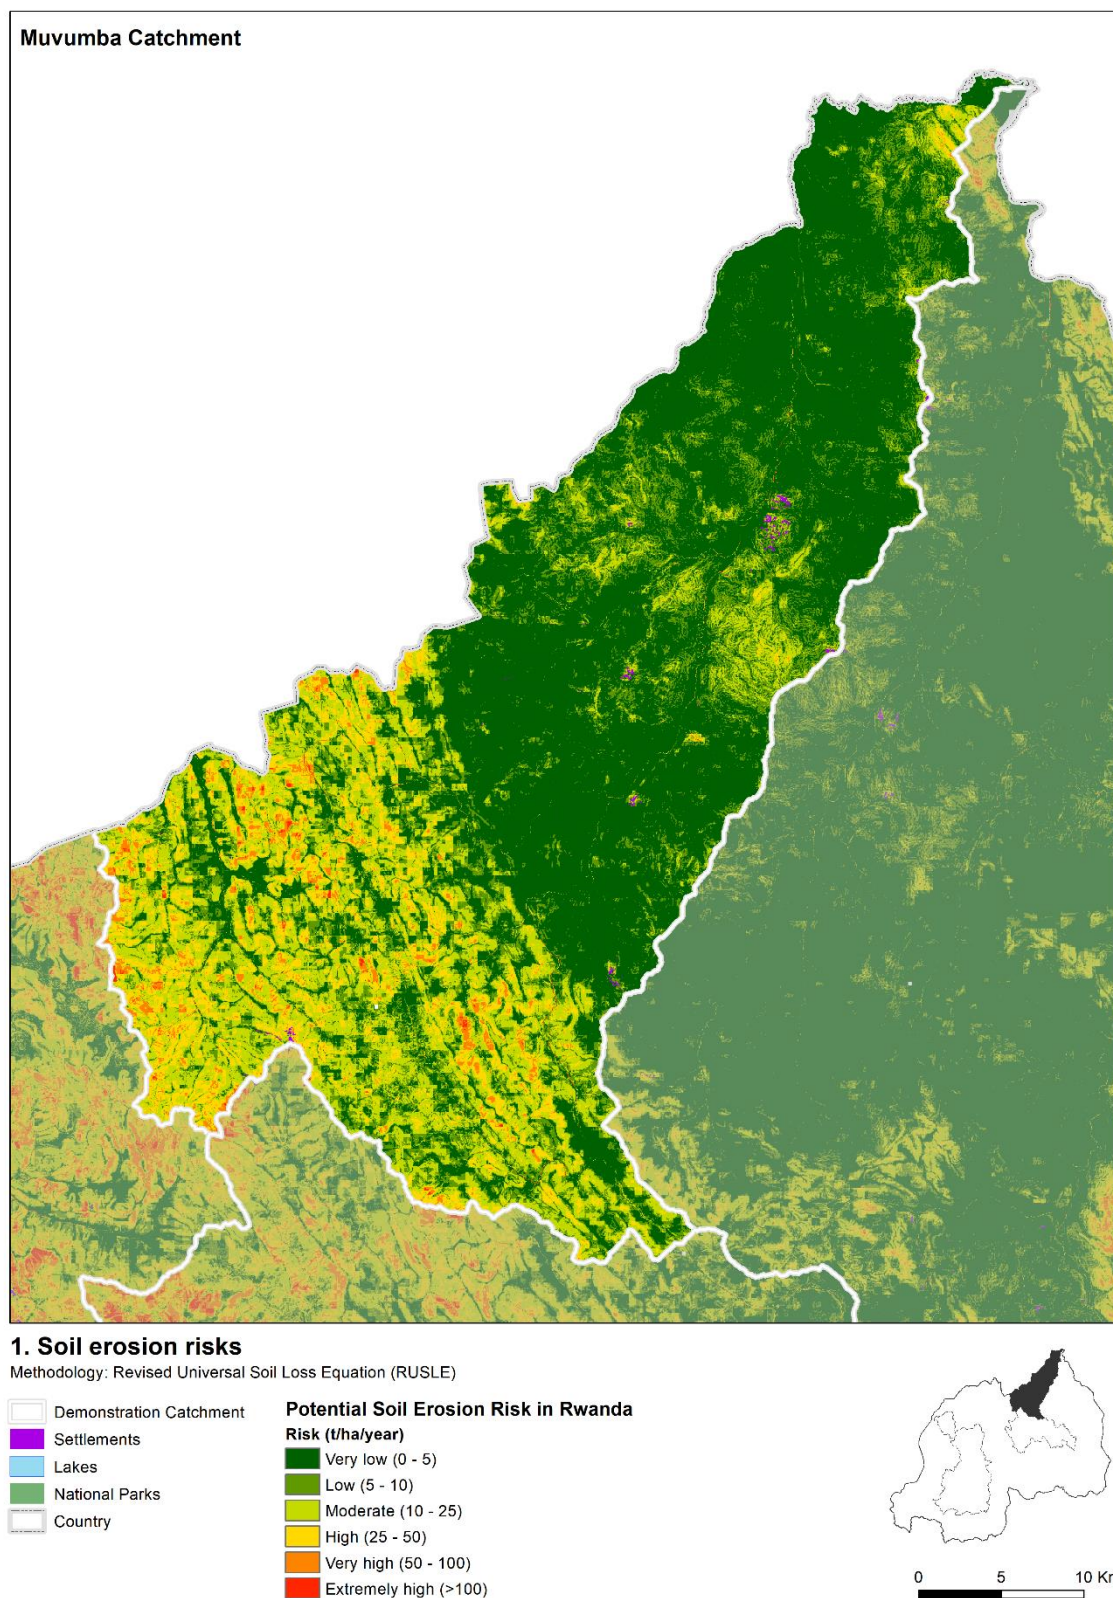 Muvumba Catchment
1. Soil erosion risks
Methodology: Revised Universal Soil Loss Equation (RUSLE)
Demonstration Catchment
Settlements
Lakes
National Parks
Country
Potential Soil Erosion Risk in Rwanda
Risk (t/ha/year)
Very low (0 - 5)
Low (5 - 10)
Moderate (10 - 25)
High (25 - 50)
Very high (50 - 100)
Extremely high (>100)
0 5 10 Km